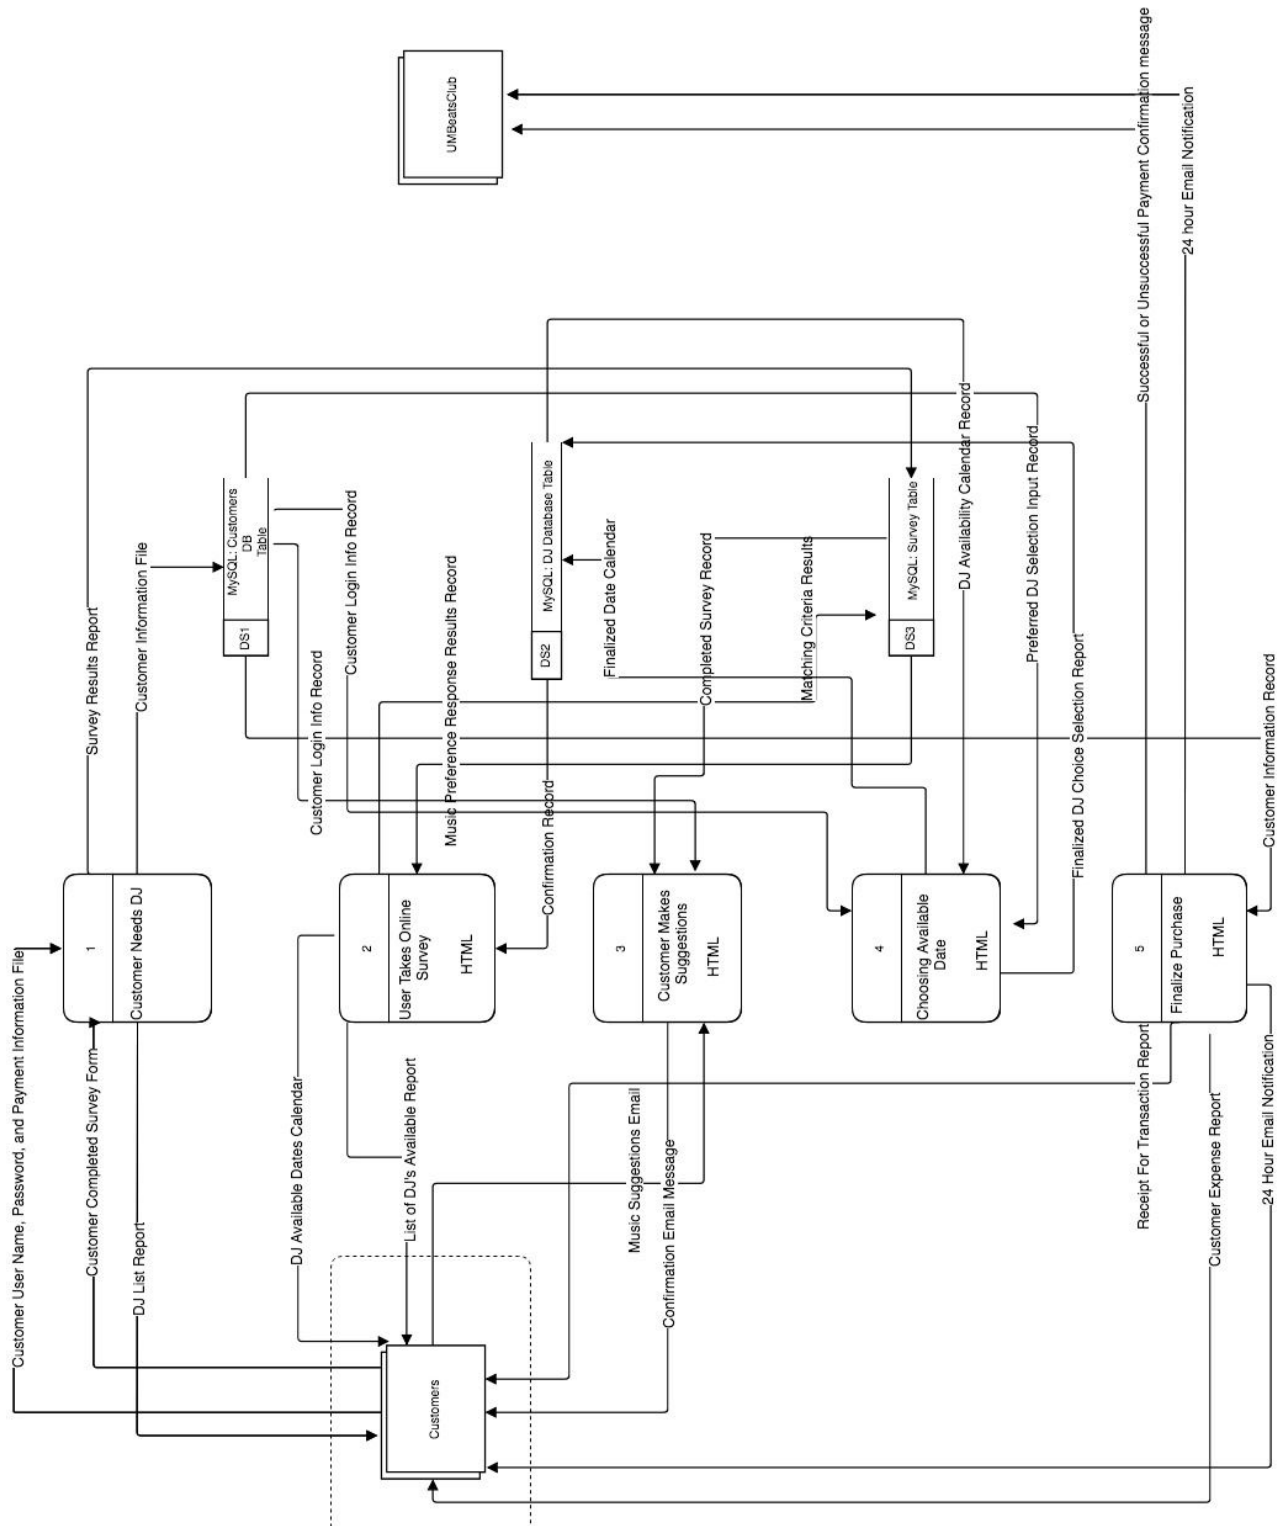 Customer User Name, Password, and Payment Information File
Customer Completed Survey Form
DJ List Report
Survey Results Report
Customer Information File
1
Customer Needs DJ
DS1
MySQL: Customers
DB
Table
Customer Login Info Record
Customer Login Info Record
DJ Available Dates Calendar
List of DJ's Available Report
2
User Takes Online
Survey
HTML
Music Preference Response Results Record
Confirmation Record
DS2
MySQL: DJ Database Table
Finalized Date Calendar
Customers
Music Suggestions Email
Confirmation Email Message
3
Customer Makes
Suggestions
HTML
Completed Survey Record
Matching Criteria Results
DS3
MySQL: Survey Table
4
Choosing Available
Date
HTML
DJ Availability Calendar Record
Preferred DJ Selection Input Record
Finalized DJ Choice Selection Report
UMBeatsClub
Receipt For Transaction Report
Customer Expense Report
24 Hour Email Notification
5
Finalize Purchase
HTML
Successful or Unsuccessful Payment Confirmation message
24 hour Email Notification
Customer Information Record